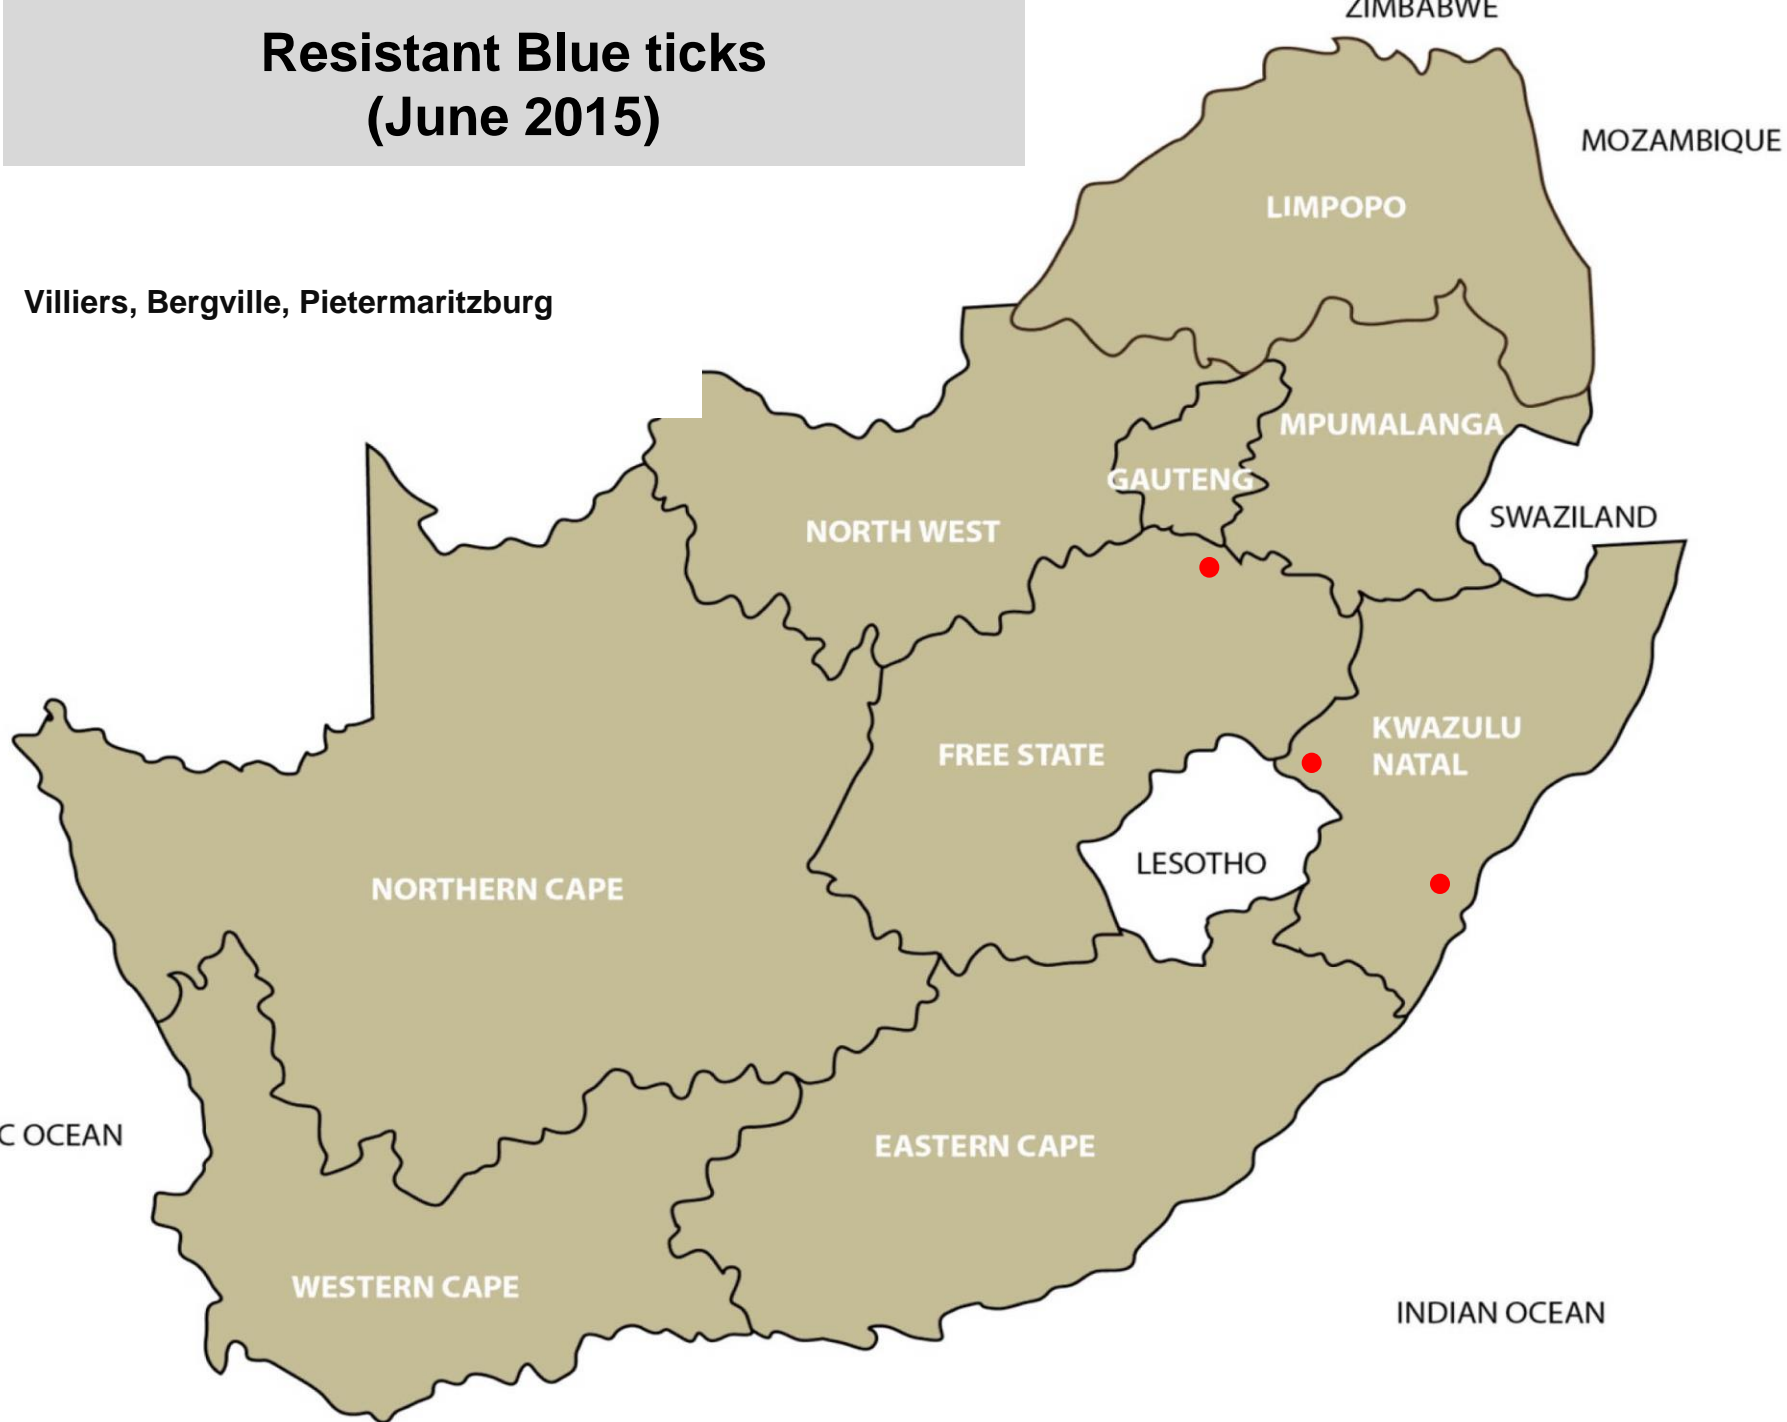 Resistant Blue ticks
(June 2015)
ZIMBABWE
MOZAMBIQUE
LIMPOPO
Villiers, Bergville, Pietermaritzburg
MPUMALANGA
GAUTENG
SWAZILAND
NORTH WEST
KWAZULU
NATAL
FREE STATE
LESOTHO
NORTHERN CAPE
C OCEAN
EASTERN CAPE
WESTERN CAPE
INDIAN OCEAN